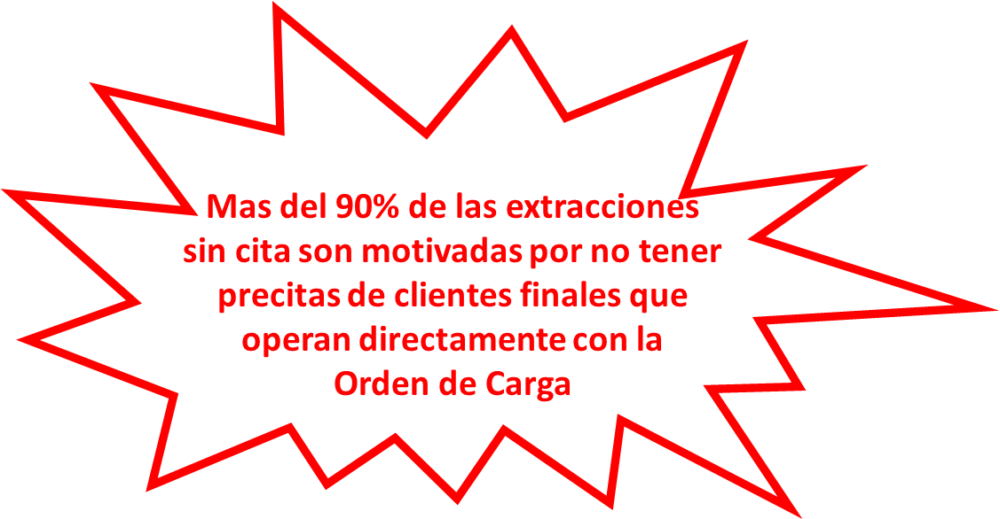 Mas del 90% de las extracciones
sin cita son motivadas por no tener
precitas de clientes finales que
operan directamente con la
Orden de Carga